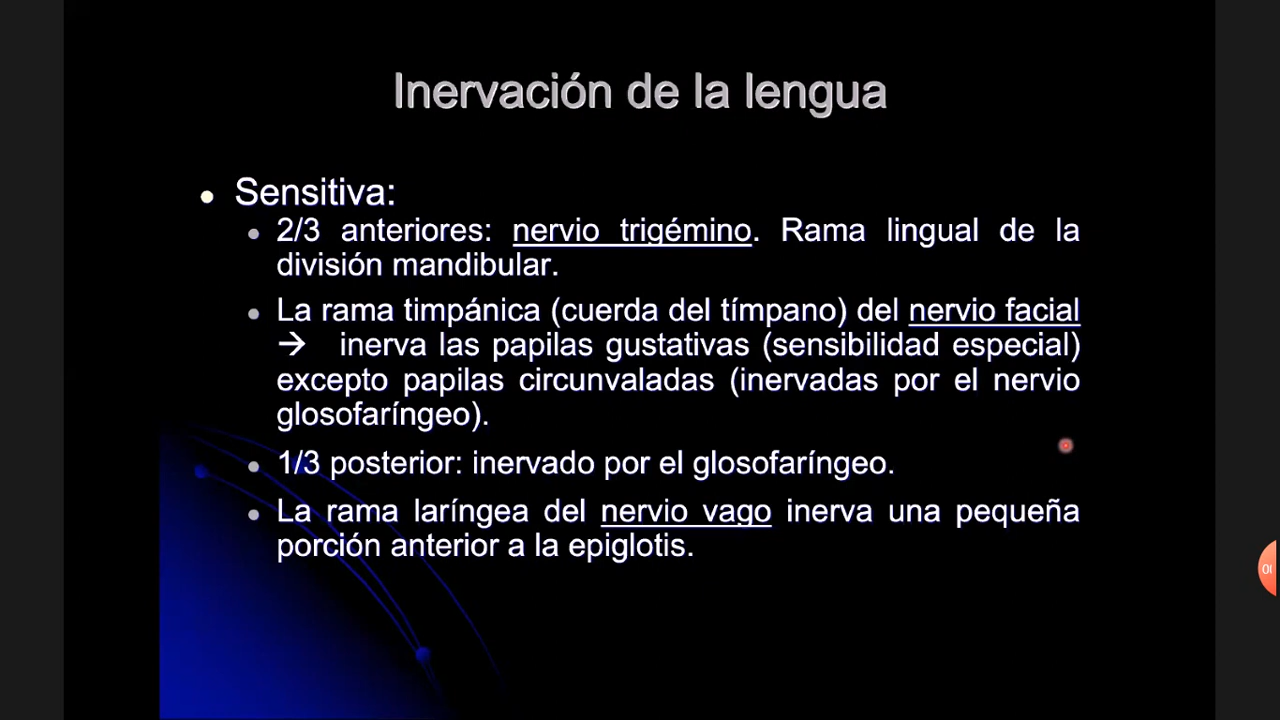 Inervación de la lengua
Sensitiva:
2/3 anteriores: nervio trigémino. Rama lingual de la
división mandibular.
La rama timpánica (cuerda del tímpano) del nervio facial
→ inerva las papilas gustativas (sensibilidad especial)
excepto papilas circunvaladas (inervadas por el nervio
glosofaríngeo).
1/3 posterior: inervado por el glosofaríngeo.
La rama laríngea del nervio vago inerva una pequeña
porción anterior a la epiglotis.